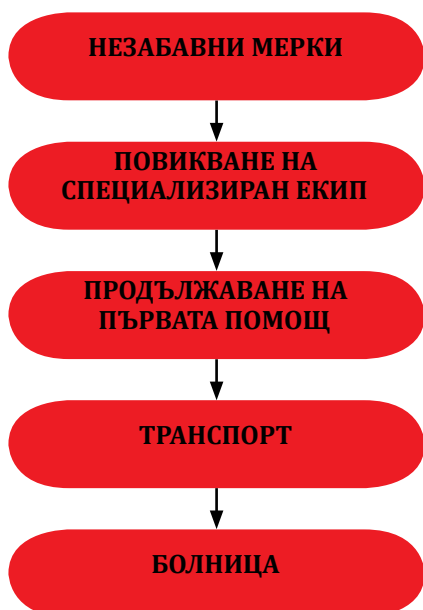 НЕЗАБАВНИ МЕРКИ
ПОВИКВАНЕ НА
СПЕЦИАЛИЗИРАН ЕКИП
ПРОДЪЛЖАВАНЕ НА
ПЪРВАТА ПОМОЩ
ТРАНСПОРТ
БОЛНИЦА